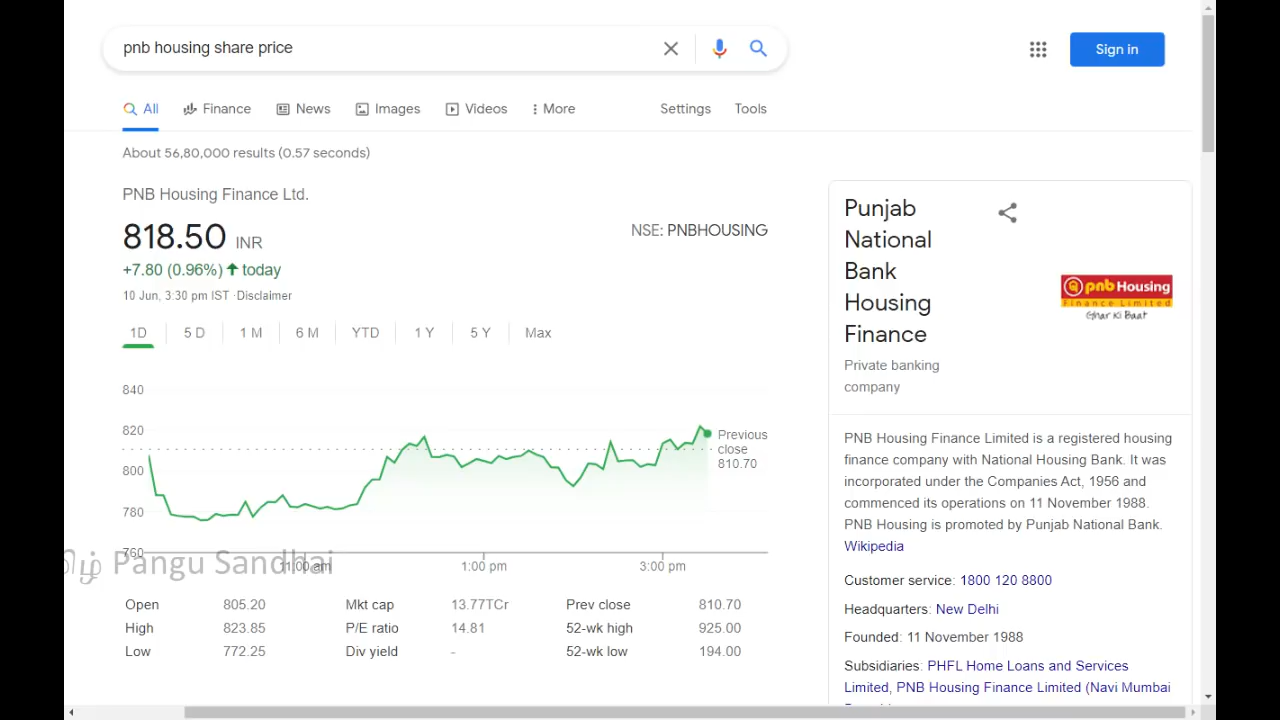 pnb housing share price
Sign in
All
Finance
News
Images
Videos
More
Settings
Tools
About 56,80,000 results (0.57 seconds)
PNB Housing Finance Ltd.
818.50 INR
NSE: PNBHOUSING
+7.80 (0.96%) today
10 Jun, 3:30 pm IST ·Disclaimer
1D
5 D
1 M
6 M
YTD
1 Y
5 Y
Max
840
820
800
780
760
Previous
close
810.70
11:00 am
1:00 pm
3:00 pm
Pangu Sandhai
Open 805.20 Mkt cap 13.77TCr Prev close 810.70
High 823.85 P/E ratio 14.81 52-wk high 925.00
Low 772.25 Div yield - 52-wk low 194.00
Punjab
National
Bank
Housing
Finance
pnb Housing
Finance Limited
Ghar Ki Baat
Private banking
company
PNB Housing Finance Limited is a registered housing
finance company with National Housing Bank. It was
incorporated under the Companies Act, 1956 and
commenced its operations on 11 November 1988.
PNB Housing is promoted by Punjab National Bank.
Wikipedia
Customer service: 1800 120 8800
Headquarters: New Delhi
Founded: 11 November 1988
Subsidiaries: PHFL Home Loans and Services
Limited, PNB Housing Finance Limited (Navi Mumbai